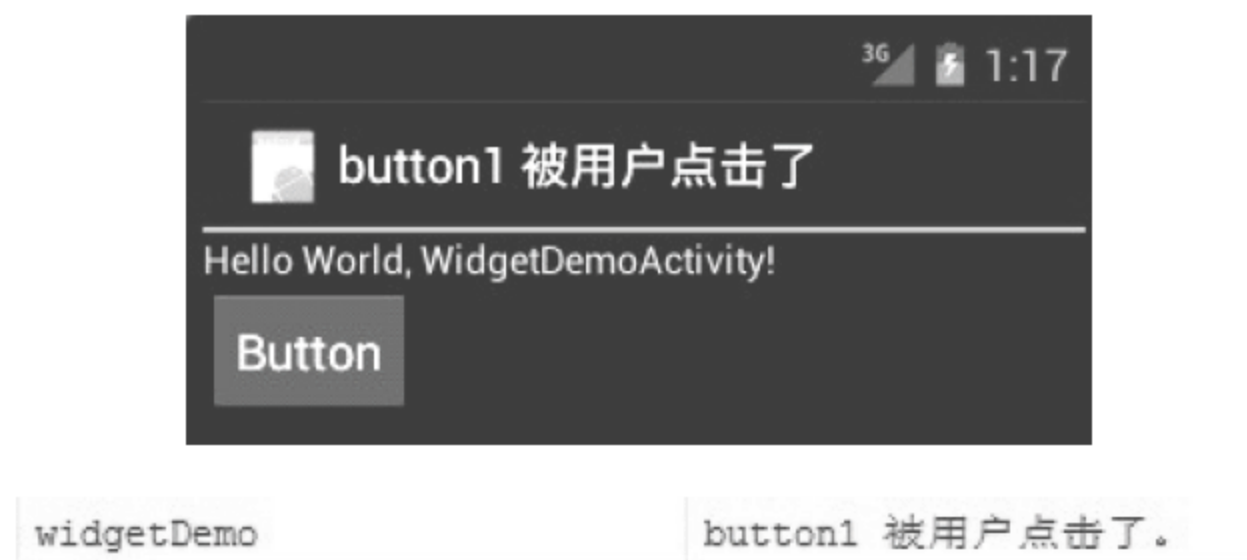 3G 1:17
button1 被用户点击了
Hello World, WidgetDemoActivity!
Button
widgetDemo button1 被用户点击了。